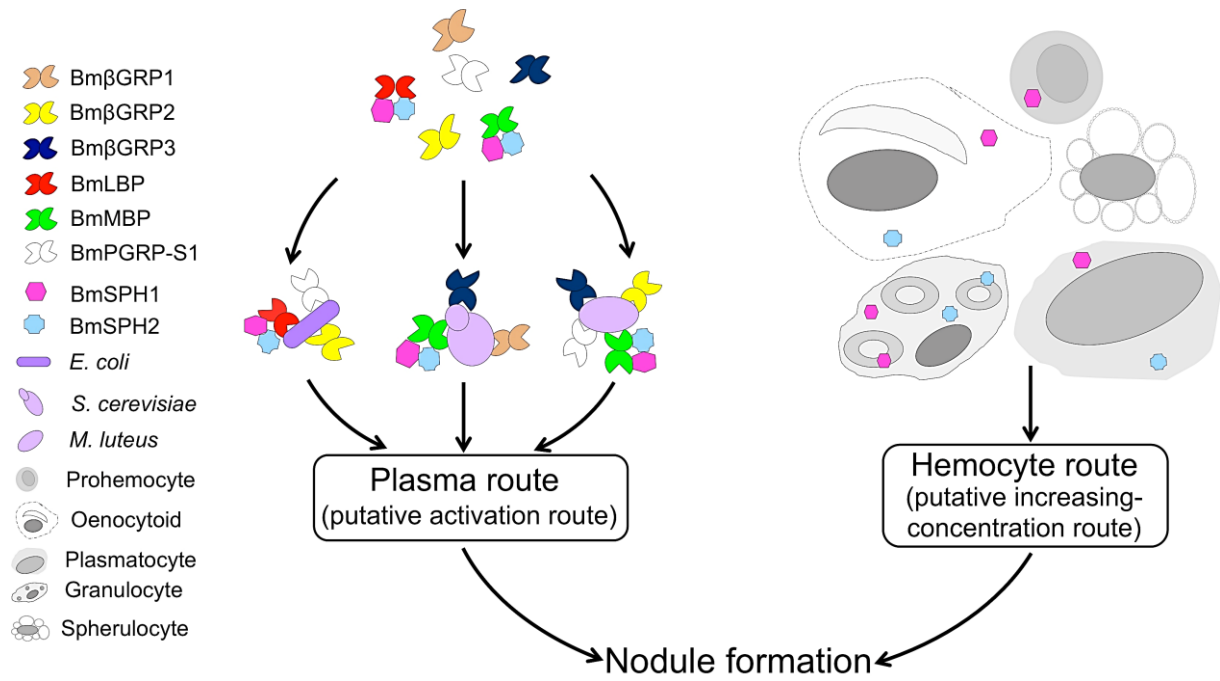 BmβGRP1
BmβGRP2
BmβGRP3
BmLBP
BmMBP
BmPGRP-S1
BmSPH1
BmSPH2
E. coli
S. cerevisiae
M. luteus
Prohemocyte
Oenocytoid
Plasmatocyte
Granulocyte
Spherulocyte
Plasma route
(putative activation route)
Hemocyte route
(putative increasing-
concentration route)
Nodule formation